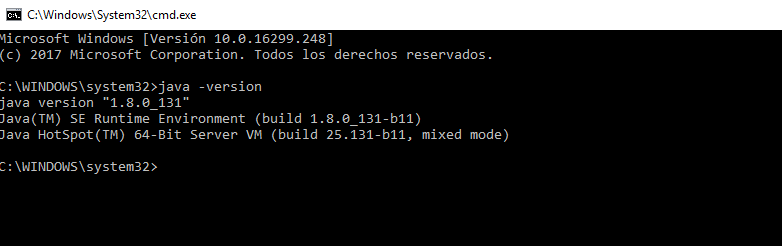 C:\Windows\System32\cmd.exe
Microsoft Windows [Versión 10.0.16299.248]
(c) 2017 Microsoft Corporation. Todos los derechos reservados.
C:\WINDOWS\system32>java -version
java version "1.8.0_131"
Java(TM) SE Runtime Environment (build 1.8.0_131-b11)
Java HotSpot(TM) 64-Bit Server VM (build 25.131-b11, mixed mode)
C:\WINDOWS\system32>